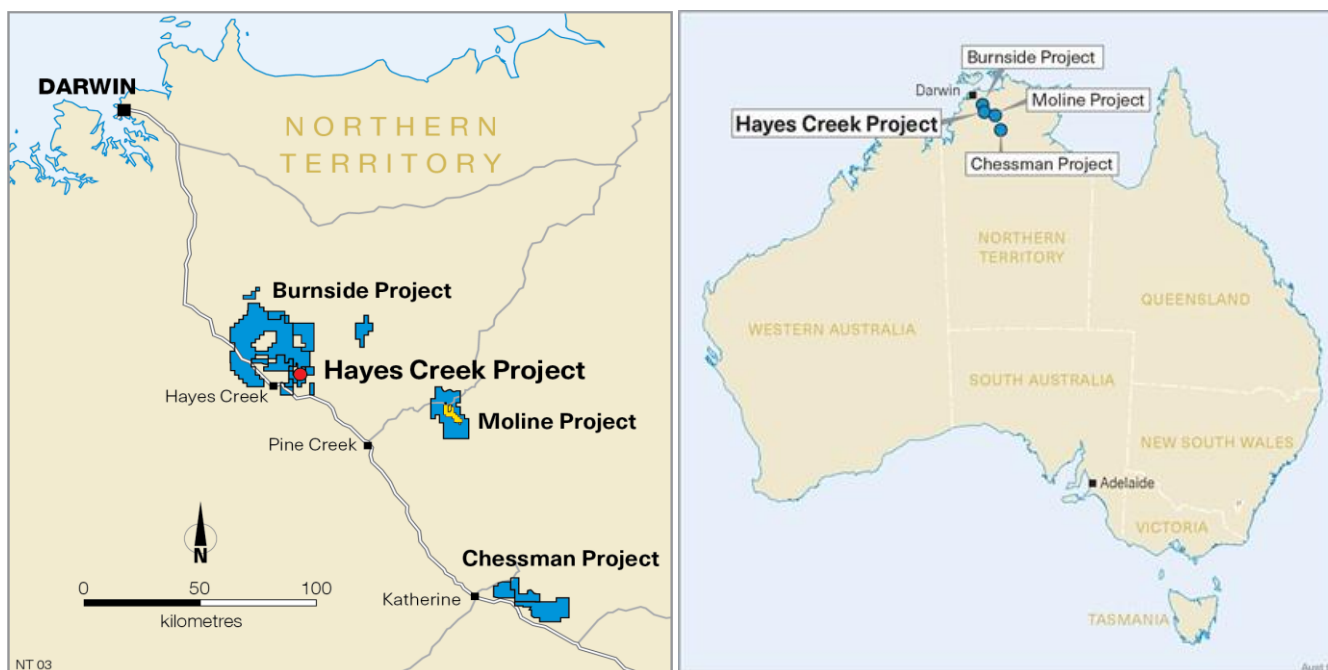 DARWIN
NORTHERN
TERRITORY
Burnside Project
Hayes Creek Project
Hayes Creek
Moline Project
Pine Creek
N
Chessman Project
0 50 100
kilometres
Katherine
NT 03
Burnside Project
Darwin
Moline Project
Hayes Creek Project
Chessman Project
NORTHERN
TERRITORY
QUEENSLAND
WESTERN AUSTRALIA
SOUTH AUSTRALIA
NEW SOUTH WALES
Adelaide
VICTORIA
TASMANIA